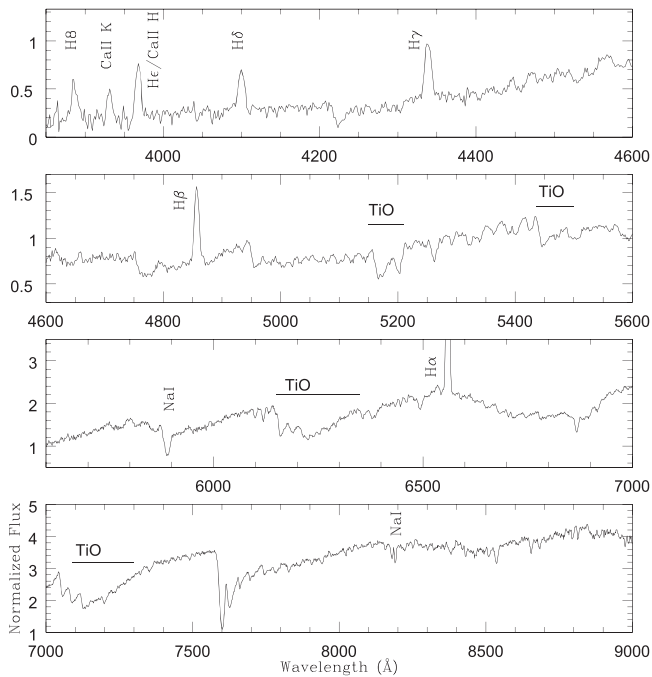 H8
CaII K
Hϵ/CaII H
Hδ
Hγ
1
0.5
0
4000
4200
4400
4600
Hβ
TiO
TiO
1.5
1
0.5
4600
4800
5000
5200
5400
5600
NaI
TiO
Hα
3
2
1
6000
6500
7000
TiO
NaI
5
4
3
2
1
Normalized Flux
7000
7500
8000
8500
9000
Wavelength (Å)